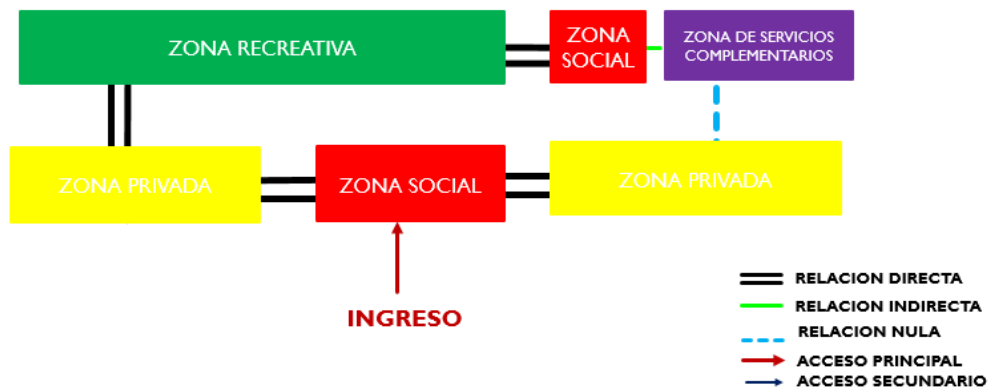 ZONA RECREATIVA
ZONA
SOCIAL
ZONA DE SERVICIOS
COMPLEMENTARIOS
ZONA PRIVADA
ZONA SOCIAL
ZONA PRIVADA
INGRESO
RELACION DIRECTA
RELACION INDIRECTA
RELACION NULA
ACCESO PRINCIPAL
ACCESO SECUNDARIO